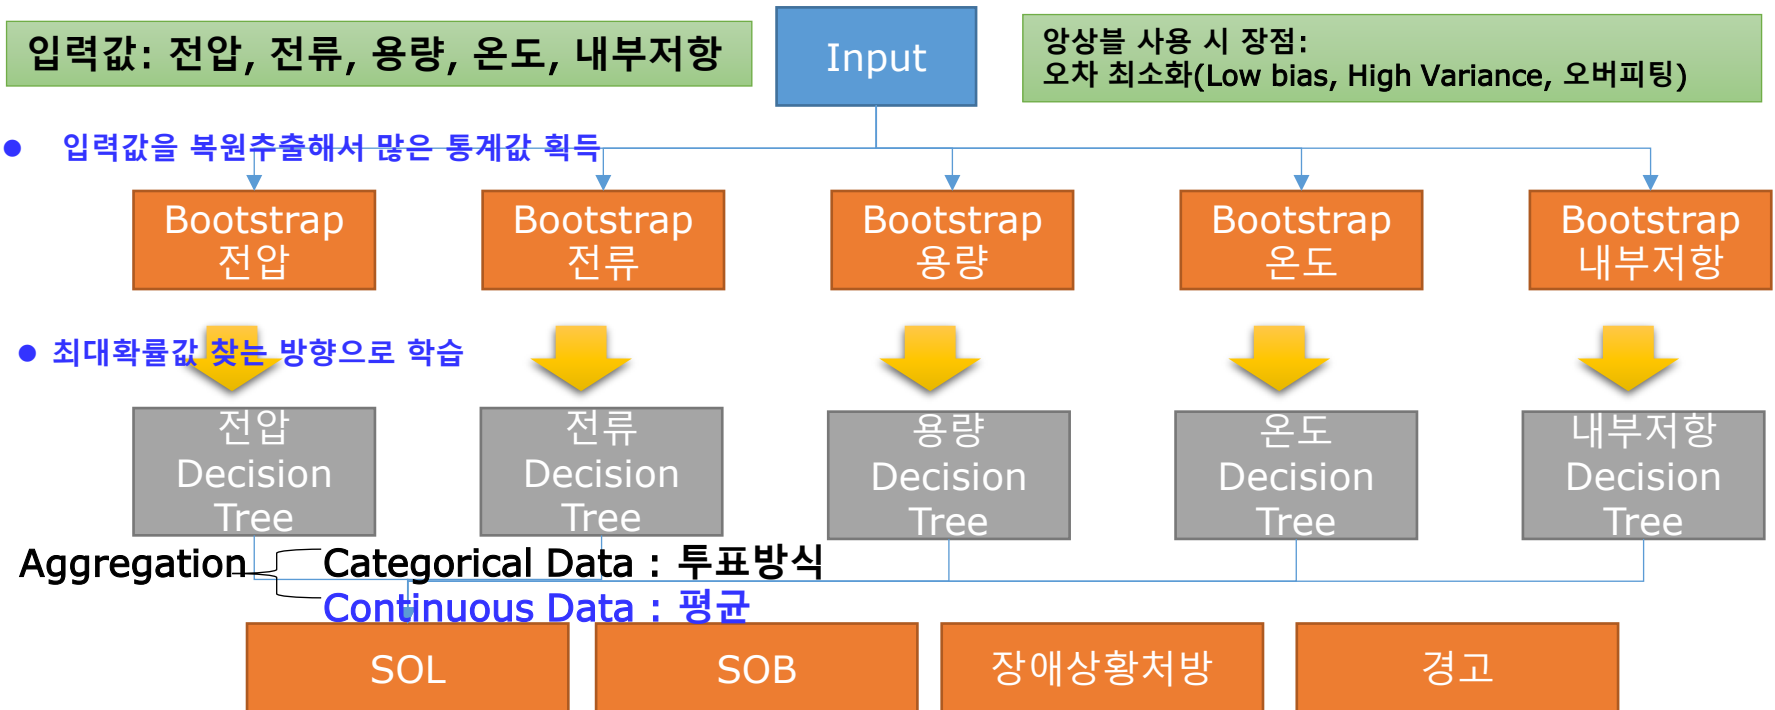 입력값: 전압, 전류, 용량, 온도, 내부저항
Input
앙상블 사용 시 장점:
오차 최소화(Low bias, High Variance, 오버피팅)
● 입력값을 복원추출해서 많은 통계값 획득
Bootstrap
전압
Bootstrap
전류
Bootstrap
용량
Bootstrap
온도
Bootstrap
내부저항
● 최대확률값 찾는 방향으로 학습
전압
Decision
Tree
전류
Decision
Tree
용량
Decision
Tree
온도
Decision
Tree
내부저항
Decision
Tree
Aggregation
Categorical Data : 투표방식
Continuous Data : 평균
SOL
SOB
장애상황처방
경고